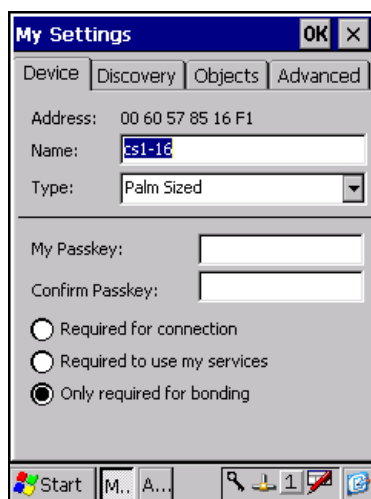 My Settings OK ×
Device Discovery Objects Advanced
Address: 00 60 57 85 16 F1
Name: cs1-16
Type: Palm Sized
My Passkey:
Confirm Passkey:
Required for connection
Required to use my services
Only required for bonding
Start M.. A... 1